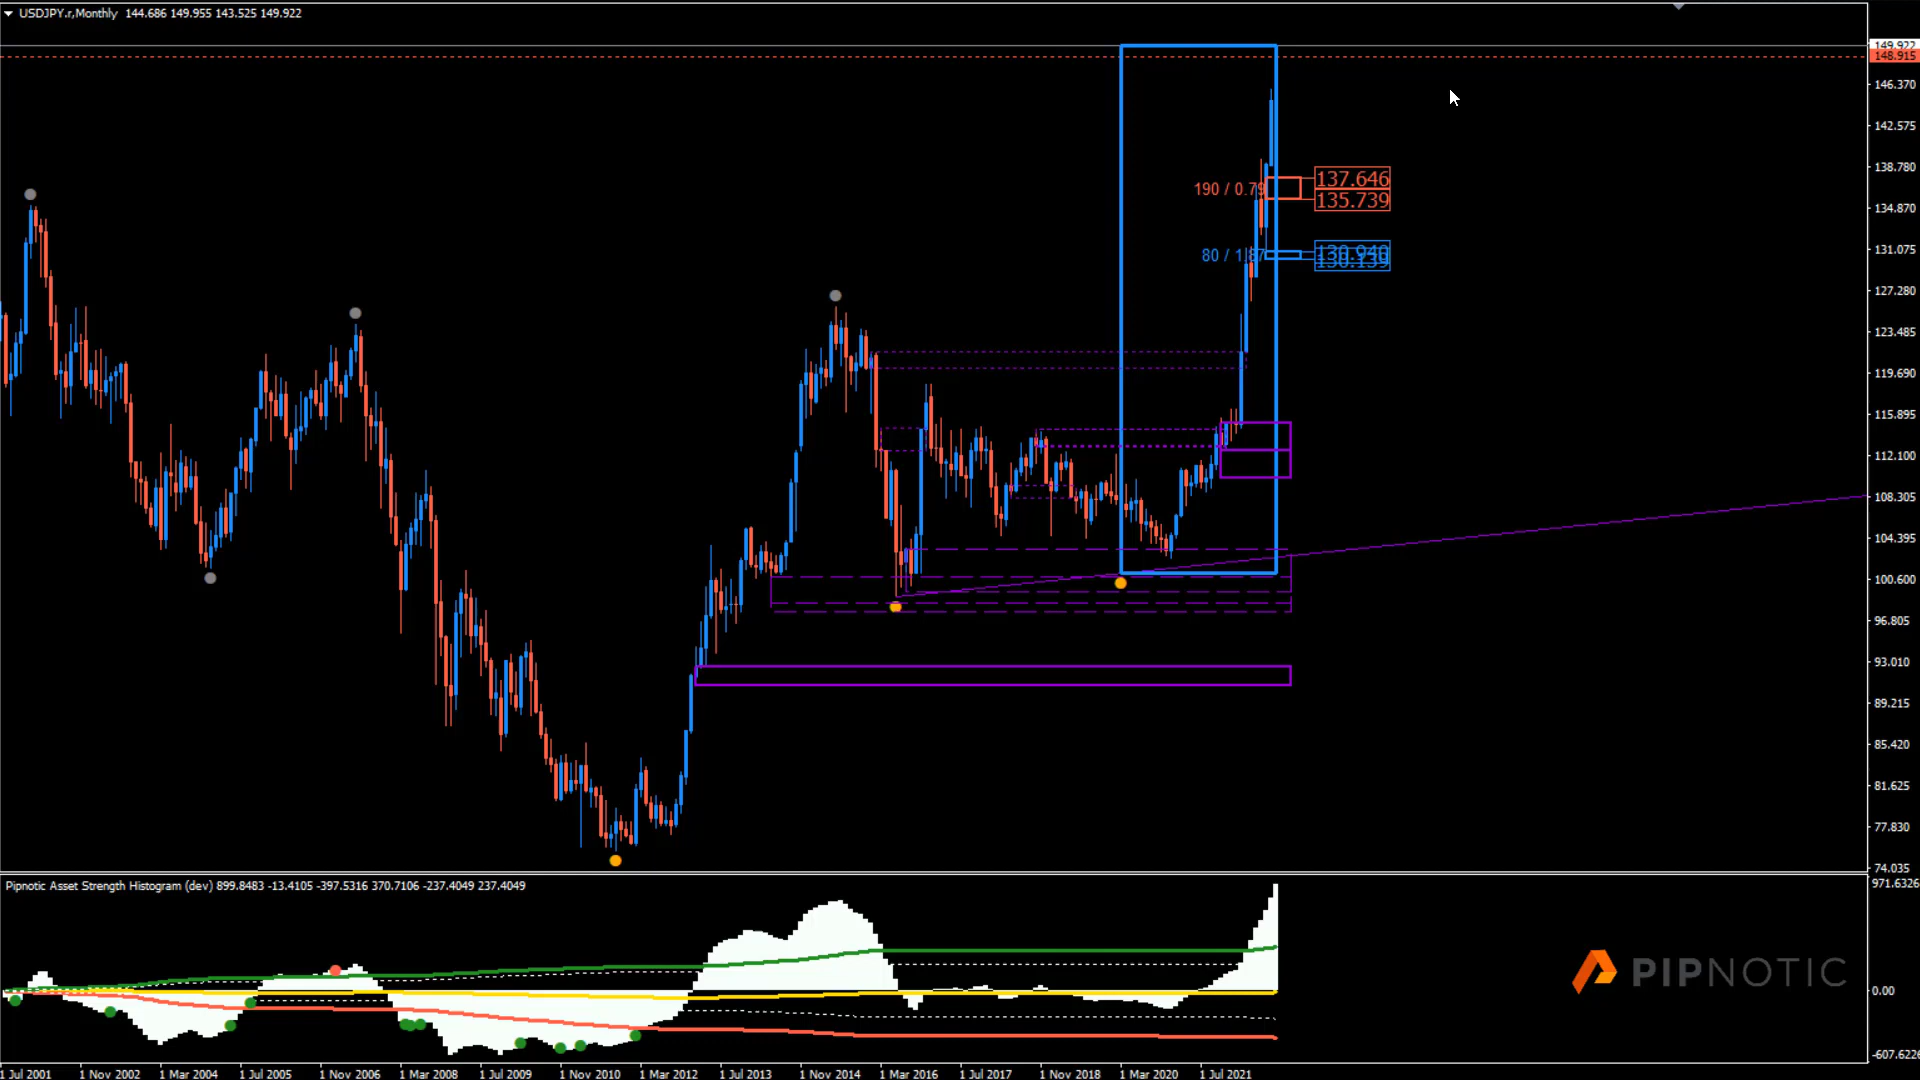 USDJPY.r,Monthly 144.686 149.955 143.525 149.922
149.922
148.915
146.370
142.575
138.780
134.870
131.075
127.280
123.485
119.690
115.895
112.100
108.305
104.395
100.600
96.805
93.010
89.215
85.420
81.625
77.830
74.035
190 / 0.79
137.646
135.739
80 / 1.87
130.940
130.139
Pipnotic Asset Strength Histogram (dev) 899.8483 -13.4105 -397.5316 370.7106 -237.4049 237.4049
971.6326
0.00
-607.6226
PIPNOTIC
1 Jul 2001
1 Nov 2002
1 Mar 2004
1 Jul 2005
1 Nov 2006
1 Mar 2008
1 Jul 2009
1 Nov 2010
1 Mar 2012
1 Jul 2013
1 Nov 2014
1 Mar 2016
1 Jul 2017
1 Nov 2018
1 Mar 2020
1 Jul 2021